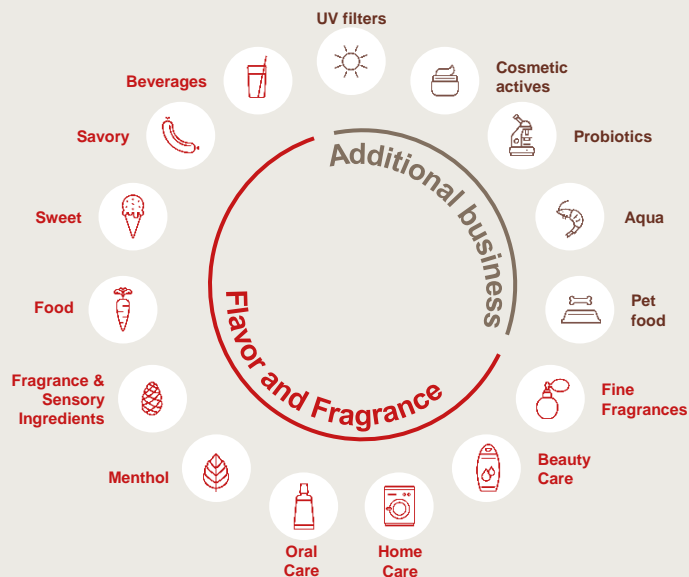 UV filters
Cosmetic
actives
Probiotics
Aqua
Pet
food
Fine
Fragrances
Beauty
Care
Home
Care
Oral
Care
Menthol
Fragrance &
Sensory
Ingredients
Food
Sweet
Savory
Beverages
Additional business
Flavor and Fragrance